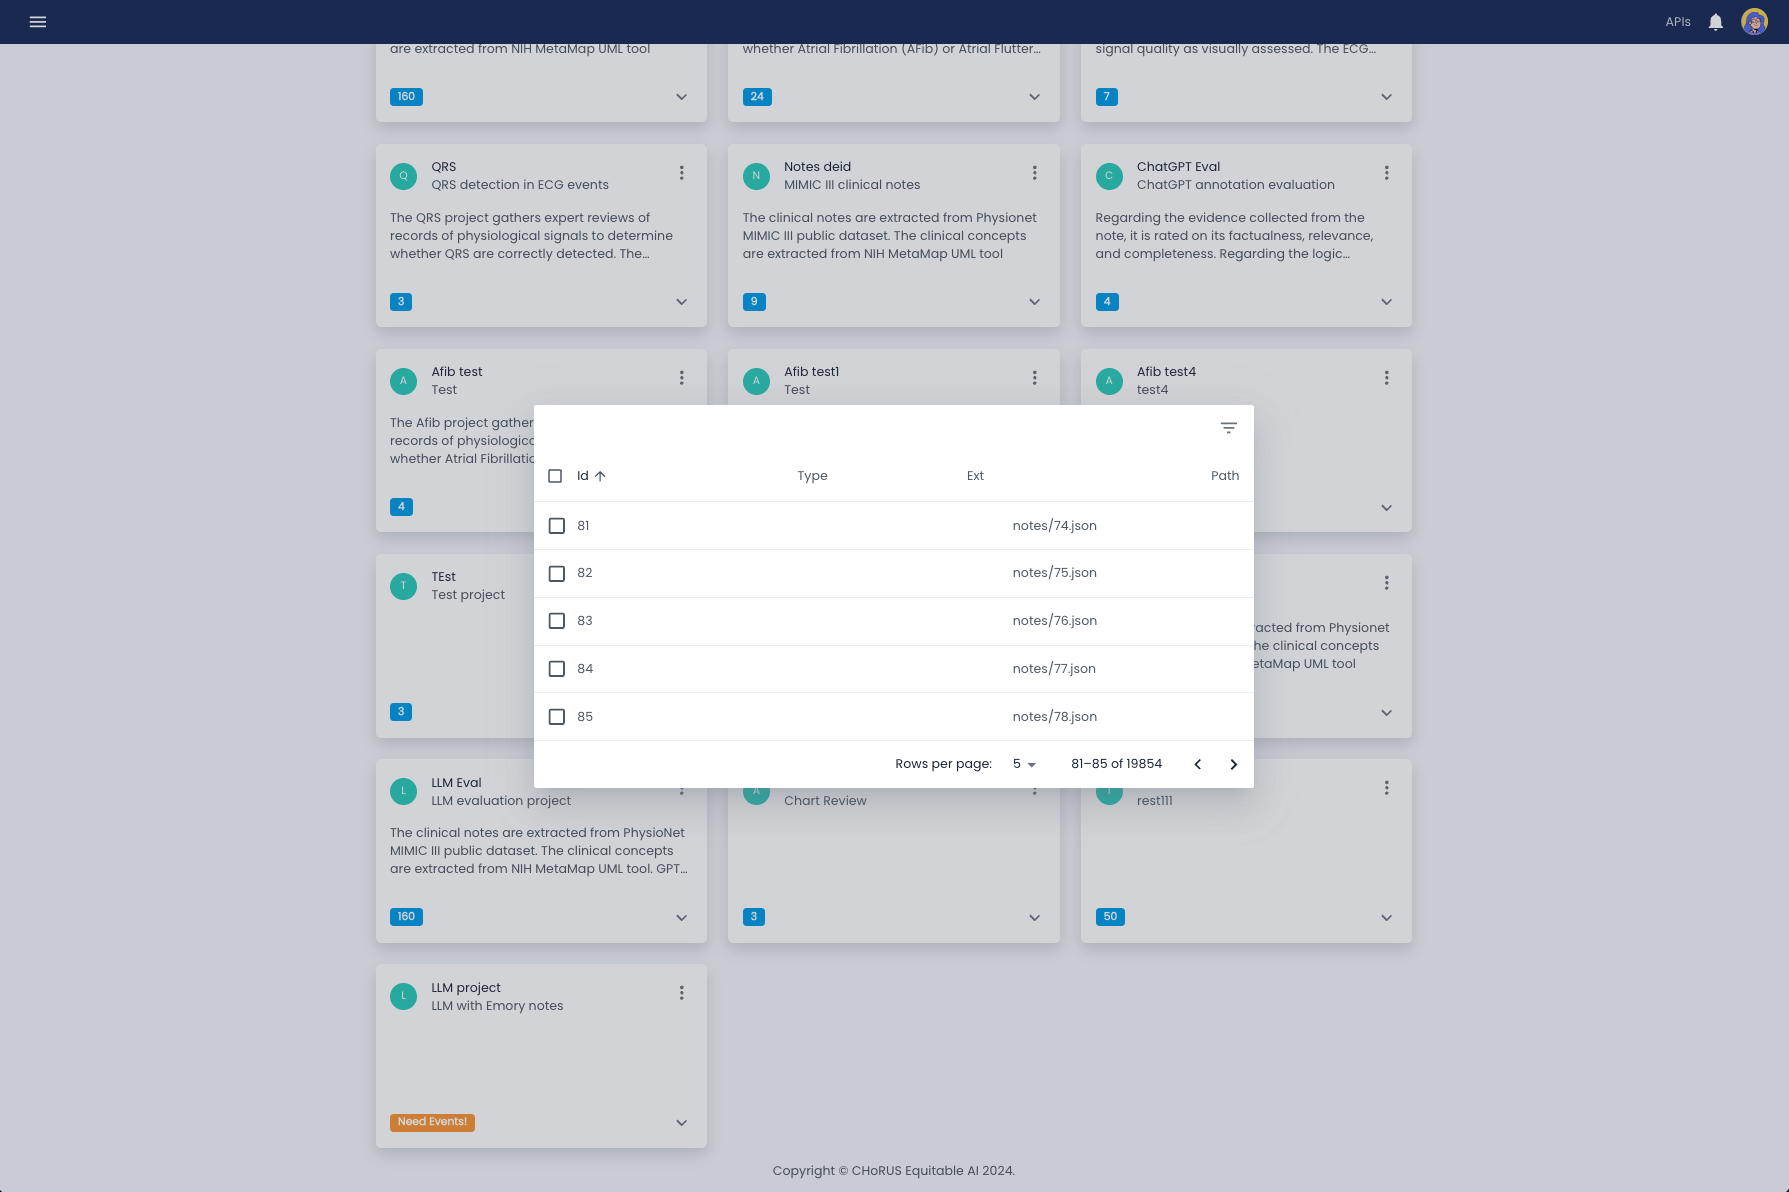 APIs
are extracted from NIH MetaMap UML tool
whether Atrial Fibrillation (AFib) or Atrial Flutter…
signal quality as visually assessed. The ECG…
160
24
7
Q
QRS
QRS detection in ECG events
The QRS project gathers expert reviews of
records of physiological signals to determine
whether QRS are correctly detected. The…
3
N
Notes deid
MIMIC III clinical notes
The clinical notes are extracted from Physionet
MIMIC III public dataset. The clinical concepts
are extracted from NIH MetaMap UML tool
9
C
ChatGPT Eval
ChatGPT annotation evaluation
Regarding the evidence collected from the
note, it is rated on its factualness, relevance,
and completeness. Regarding the logic…
4
A
Afib test
Test
The Afib project gather
records of physiologic
whether Atrial Fibrillatio
4
A
Afib test1
Test
A
Afib test4
test4
Id
Type
Ext
Path
81
notes/74.json
82
notes/75.json
83
notes/76.json
84
notes/77.json
85
notes/78.json
Rows per page:
5
81–85 of 19854
T
TEst
Test project
3
acted from Physionet
he clinical concepts
etaMap UML tool
L
LLM Eval
LLM evaluation project
The clinical notes are extracted from PhysioNet
MIMIC III public dataset. The clinical concepts
are extracted from NIH MetaMap UML tool. GPT…
160
A
Chart Review
3
rest111
50
L
LLM project
LLM with Emory notes
Need Events!
Copyright © CHoRUS Equitable AI 2024.